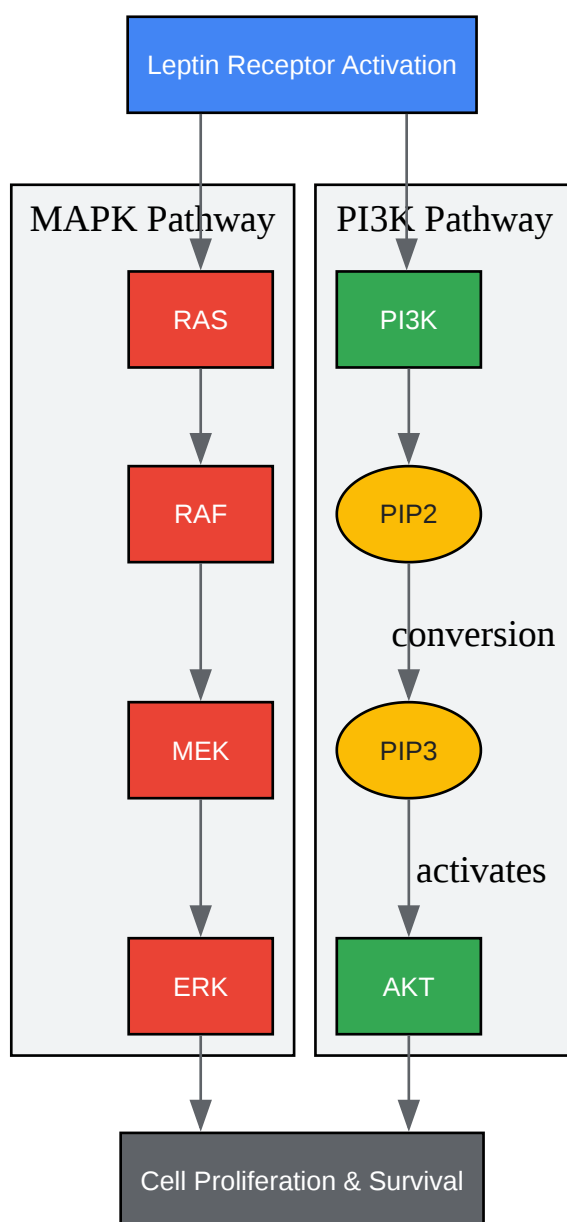 Leptin Receptor Activation
MAPK Pathway
PI3K Pathway
RAS
PI3K
RAF
PIP2
conversion
MEK
PIP3
activates
ERK
AKT
Cell Proliferation & Survival